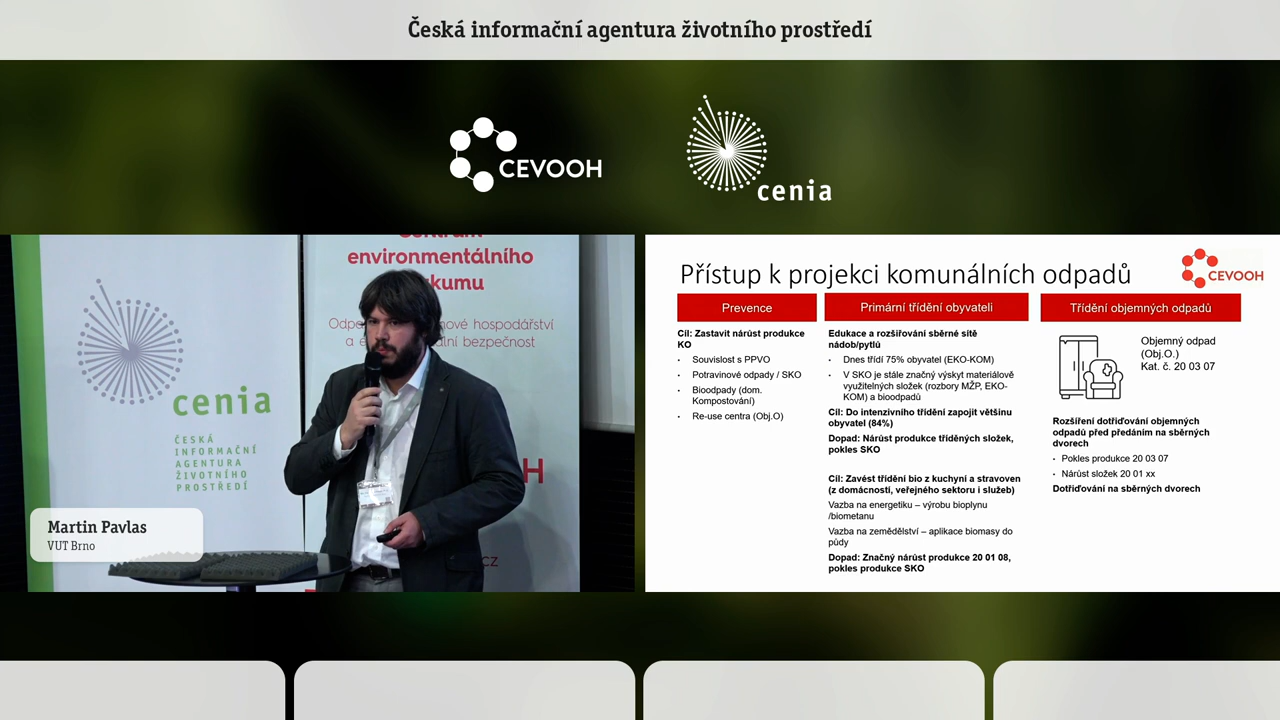 Česká informační agentura životního prostředí
CEVOOH
cenia
environmentálního
cenia
ČESKÁ
INFORMAČNÍ
AGENTURA
ŽIVOTNÍHO
PROSTŘEDÍ
Martin Pavlas
VUT Brno
Přístup k projekci komunálních odpadů
CEVOOH
Prevence
Cíl: Zastavit nárůst produkce
KO
• Souvislost s PPVO
• Potravinové odpady / SKO
• Bioodpady (dom.
Kompostování)
• Re-use centra (Obj.O)
Primární třídění obyvateli
Edukace a rozšiřování sběrné sítě
nádob/pytlů
• Dnes třídí 75% obyvatel (EKO-KOM)
• V SKO je stále značný výskyt materiálově
využitelných složek (rozbory MŽP, EKO-
KOM) a bioodpadů
Cíl: Do intenzivního třídění zapojit většinu
obyvatel (84%)
Dopad: Nárůst produkce tříděných složek,
pokles SKO
Cíl: Zavést třídění bio z kuchyní a stravoven
(z domácností, veřejného sektoru i služeb)
Vazba na energetiku – výrobu bioplynu
/biometanu
Vazba na zemědělství – aplikace biomasy do
půdy
Dopad: Značný nárůst produkce 20 01 08,
pokles produkce SKO
Třídění objemných odpadů
Objemný odpad
(Obj.O.)
Kat. č. 20 03 07
Rozšíření dotřiďování objemných
odpadů před předáním na sběrných
dvorech
• Pokles produkce 20 03 07
• Nárůst složek 20 01 xx
Dotřiďování na sběrných dvorech